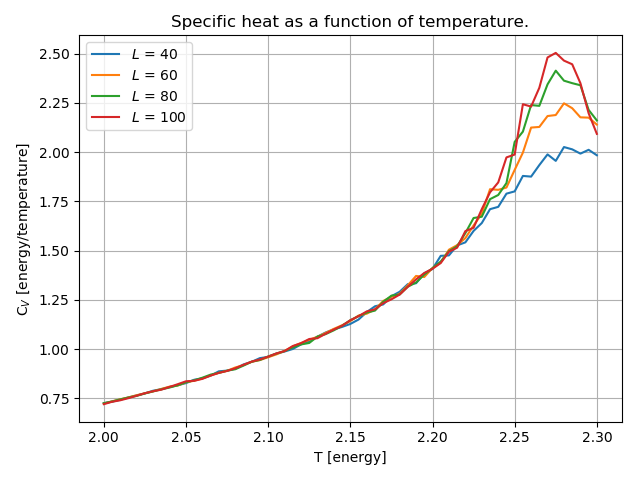 Specific heat as a function of temperature.
L = 40
L = 60
L = 80
L = 100
C_V [energy/temperature]
2.50
2.25
2.00
1.75
1.50
1.25
1.00
0.75
2.00 2.05 2.10 2.15 2.20 2.25 2.30
T [energy]